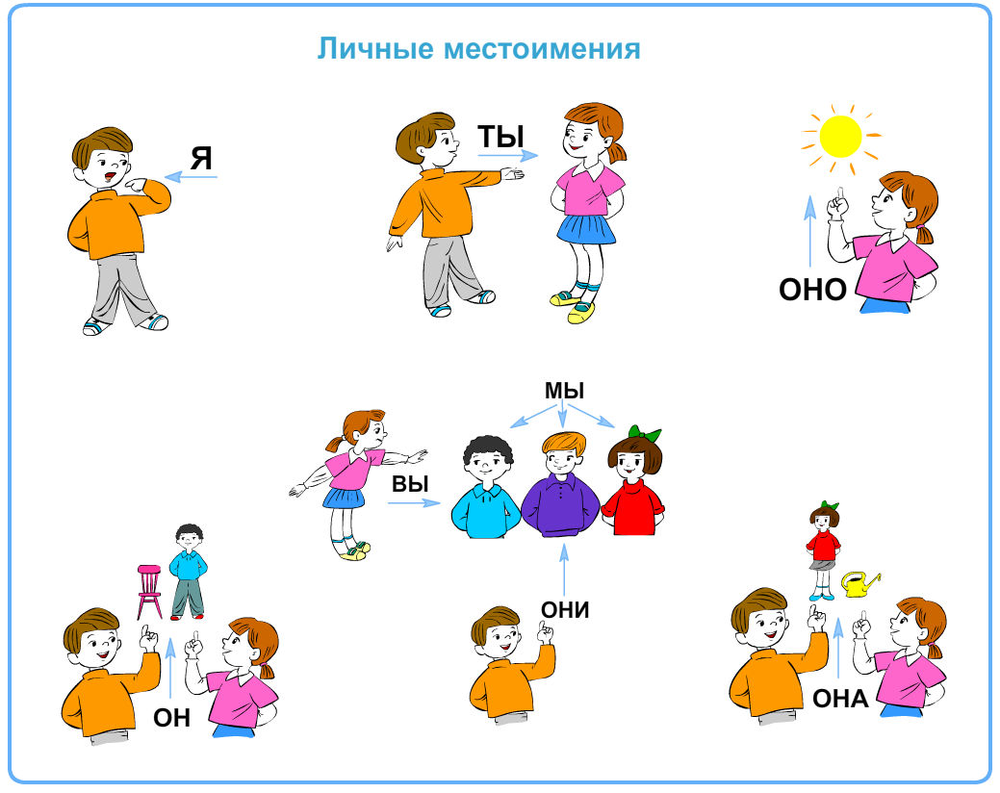 Личные местоимения
Я
ТЫ
ОНО
МЫ
ВЫ
ОНИ
ОН
ОНА